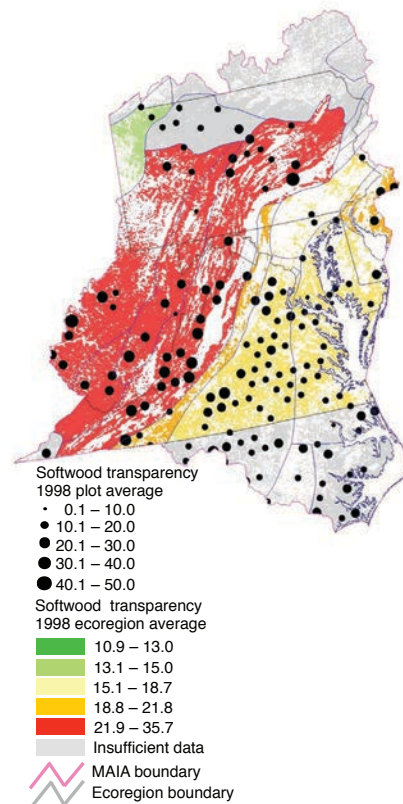 Softwood transparency
1998 plot average
0.1 – 10.0
10.1 – 20.0
20.1 – 30.0
30.1 – 40.0
40.1 – 50.0
Softwood transparency
1998 ecoregion average
10.9 – 13.0
13.1 – 15.0
15.1 – 18.7
18.8 – 21.8
21.9 – 35.7
Insufficient data
MAIA boundary
Ecoregion boundary